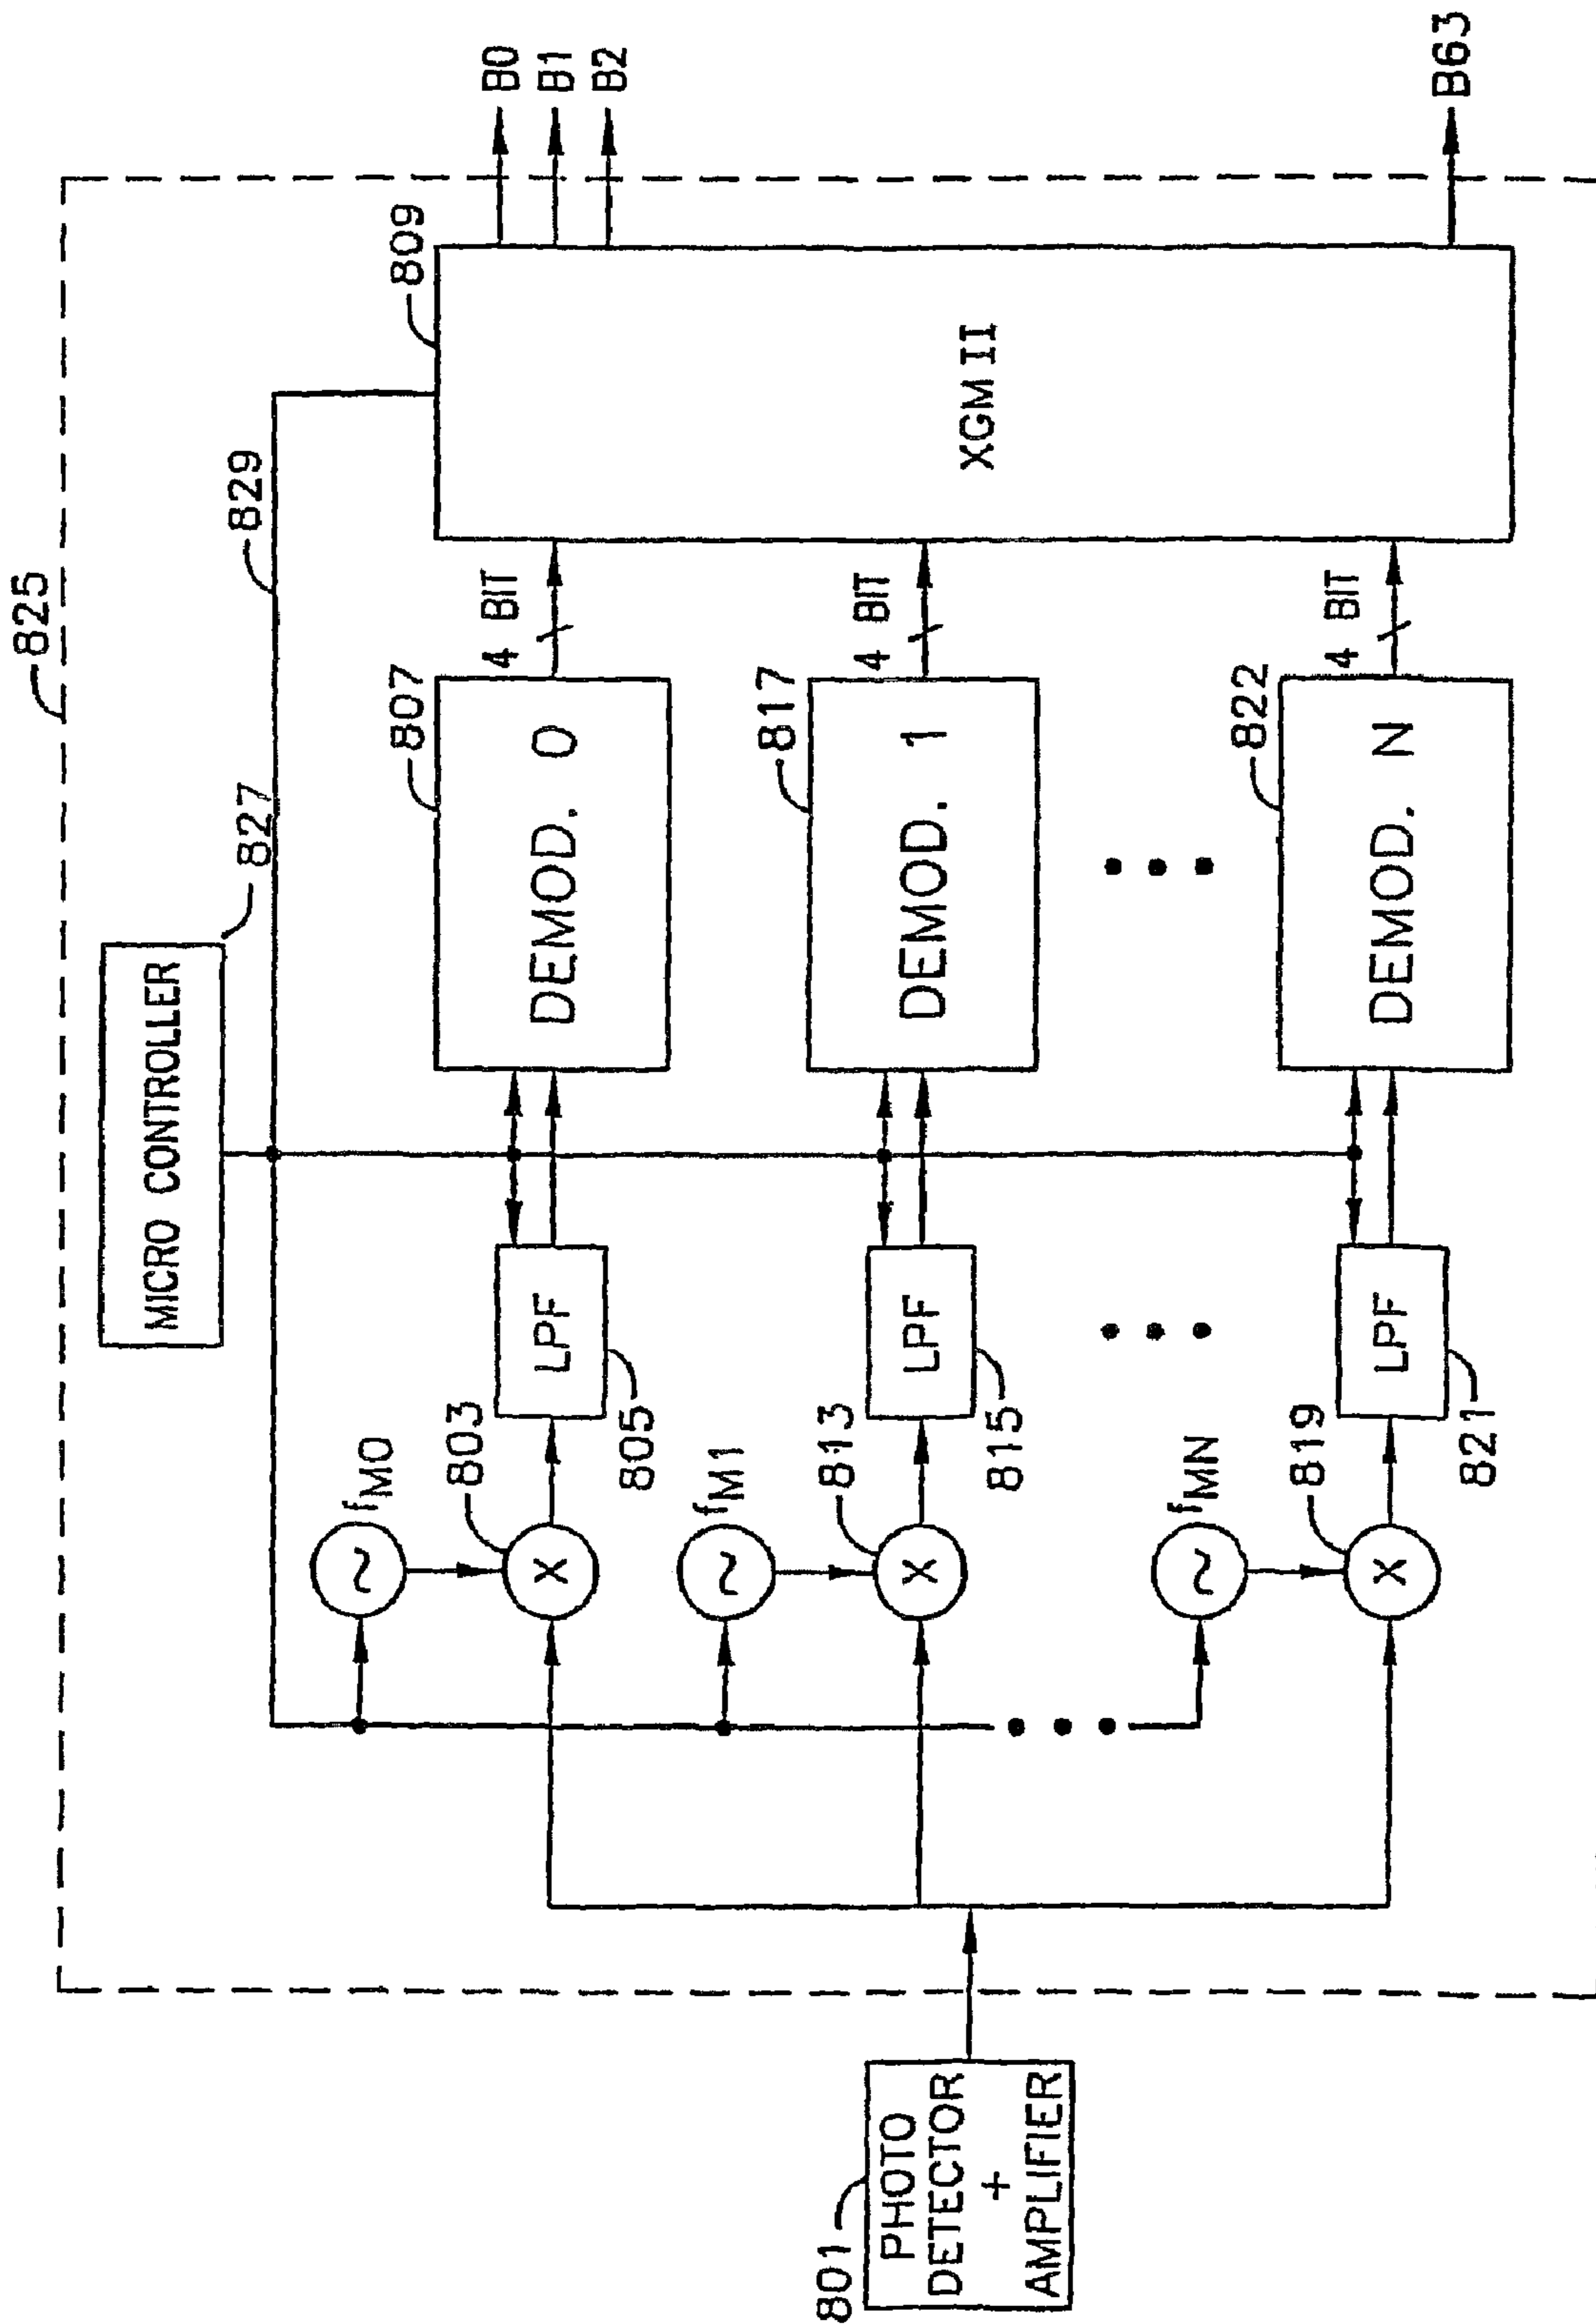 825
MICRO CONTROLLER
827
829
809
B0
B1
B2
B63
XGM II
fM0
803
LPF
805
807
DEMOD. 0
4 BIT
fM1
813
LPF
815
817
DEMOD. 1
4 BIT
fMN
819
LPF
821
822
DEMOD. N
4 BIT
801
PHOTO
DETECTOR
+
AMPLIFIER
X
X
X
~
~
~